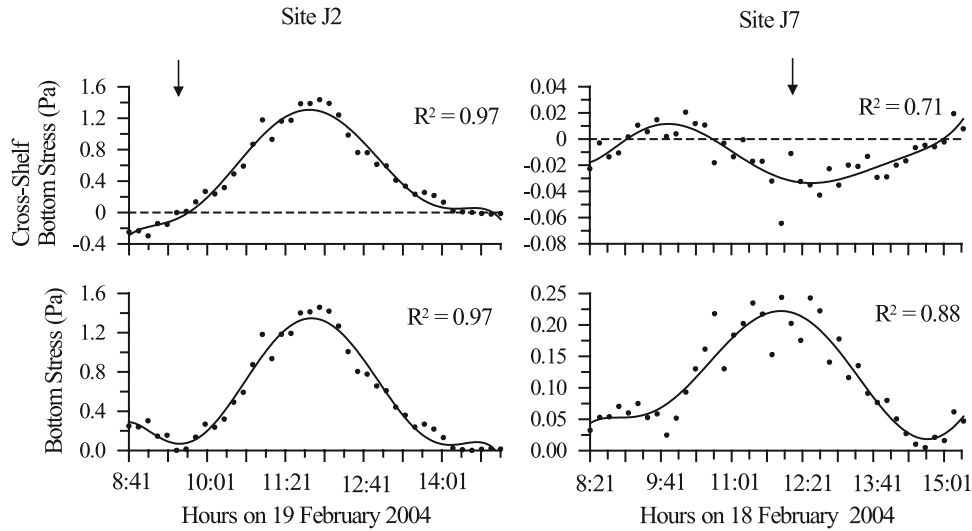 Site J2
Site J7
Cross-Shelf
Bottom Stress (Pa)
1.6
1.2
0.8
0.4
0
-0.4
R² = 0.97
0.04
0.02
0
-0.02
-0.04
-0.06
-0.08
R² = 0.71
Bottom Stress (Pa)
1.6
1.2
0.8
0.4
0.0
R² = 0.97
8:41 10:01 11:21 12:41 14:01
Hours on 19 February 2004
0.25
0.20
0.15
0.10
0.05
0.00
R² = 0.88
8:21 9:41 11:01 12:21 13:41 15:01
Hours on 18 February 2004